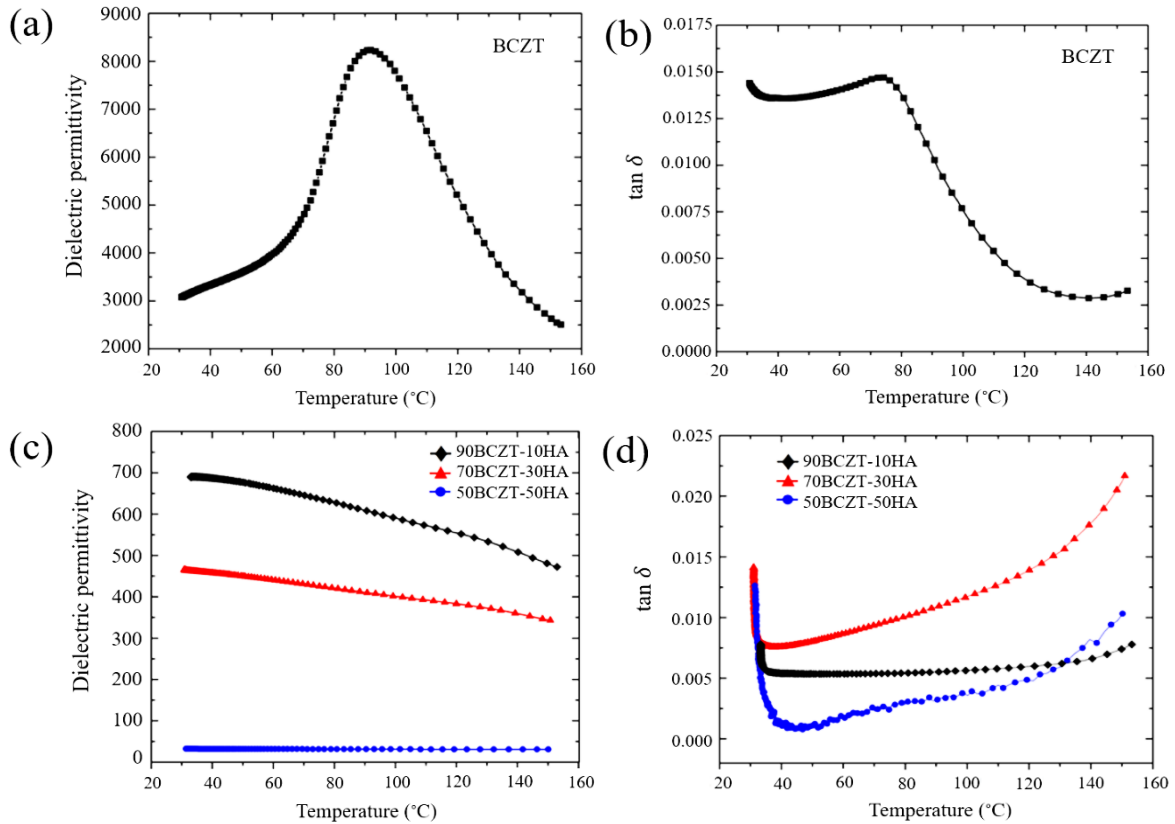 (a)
BCZT
Dielectric permittivity
9000
8000
7000
6000
5000
4000
3000
2000
20 40 60 80 100 120 140 160
Temperature (°C)
(b)
BCZT
tan δ
0.0175
0.0150
0.0125
0.0100
0.0075
0.0050
0.0025
0.0000
20 40 60 80 100 120 140 160
Temperature (°C)
(c)
90BCZT-10HA
70BCZT-30HA
50BCZT-50HA
Dielectric permittivity
800
700
600
500
400
300
200
100
0
20 40 60 80 100 120 140 160
Temperature (°C)
(d)
90BCZT-10HA
70BCZT-30HA
50BCZT-50HA
tan δ
0.025
0.020
0.015
0.010
0.005
0.000
20 40 60 80 100 120 140 160
Temperature (°C)